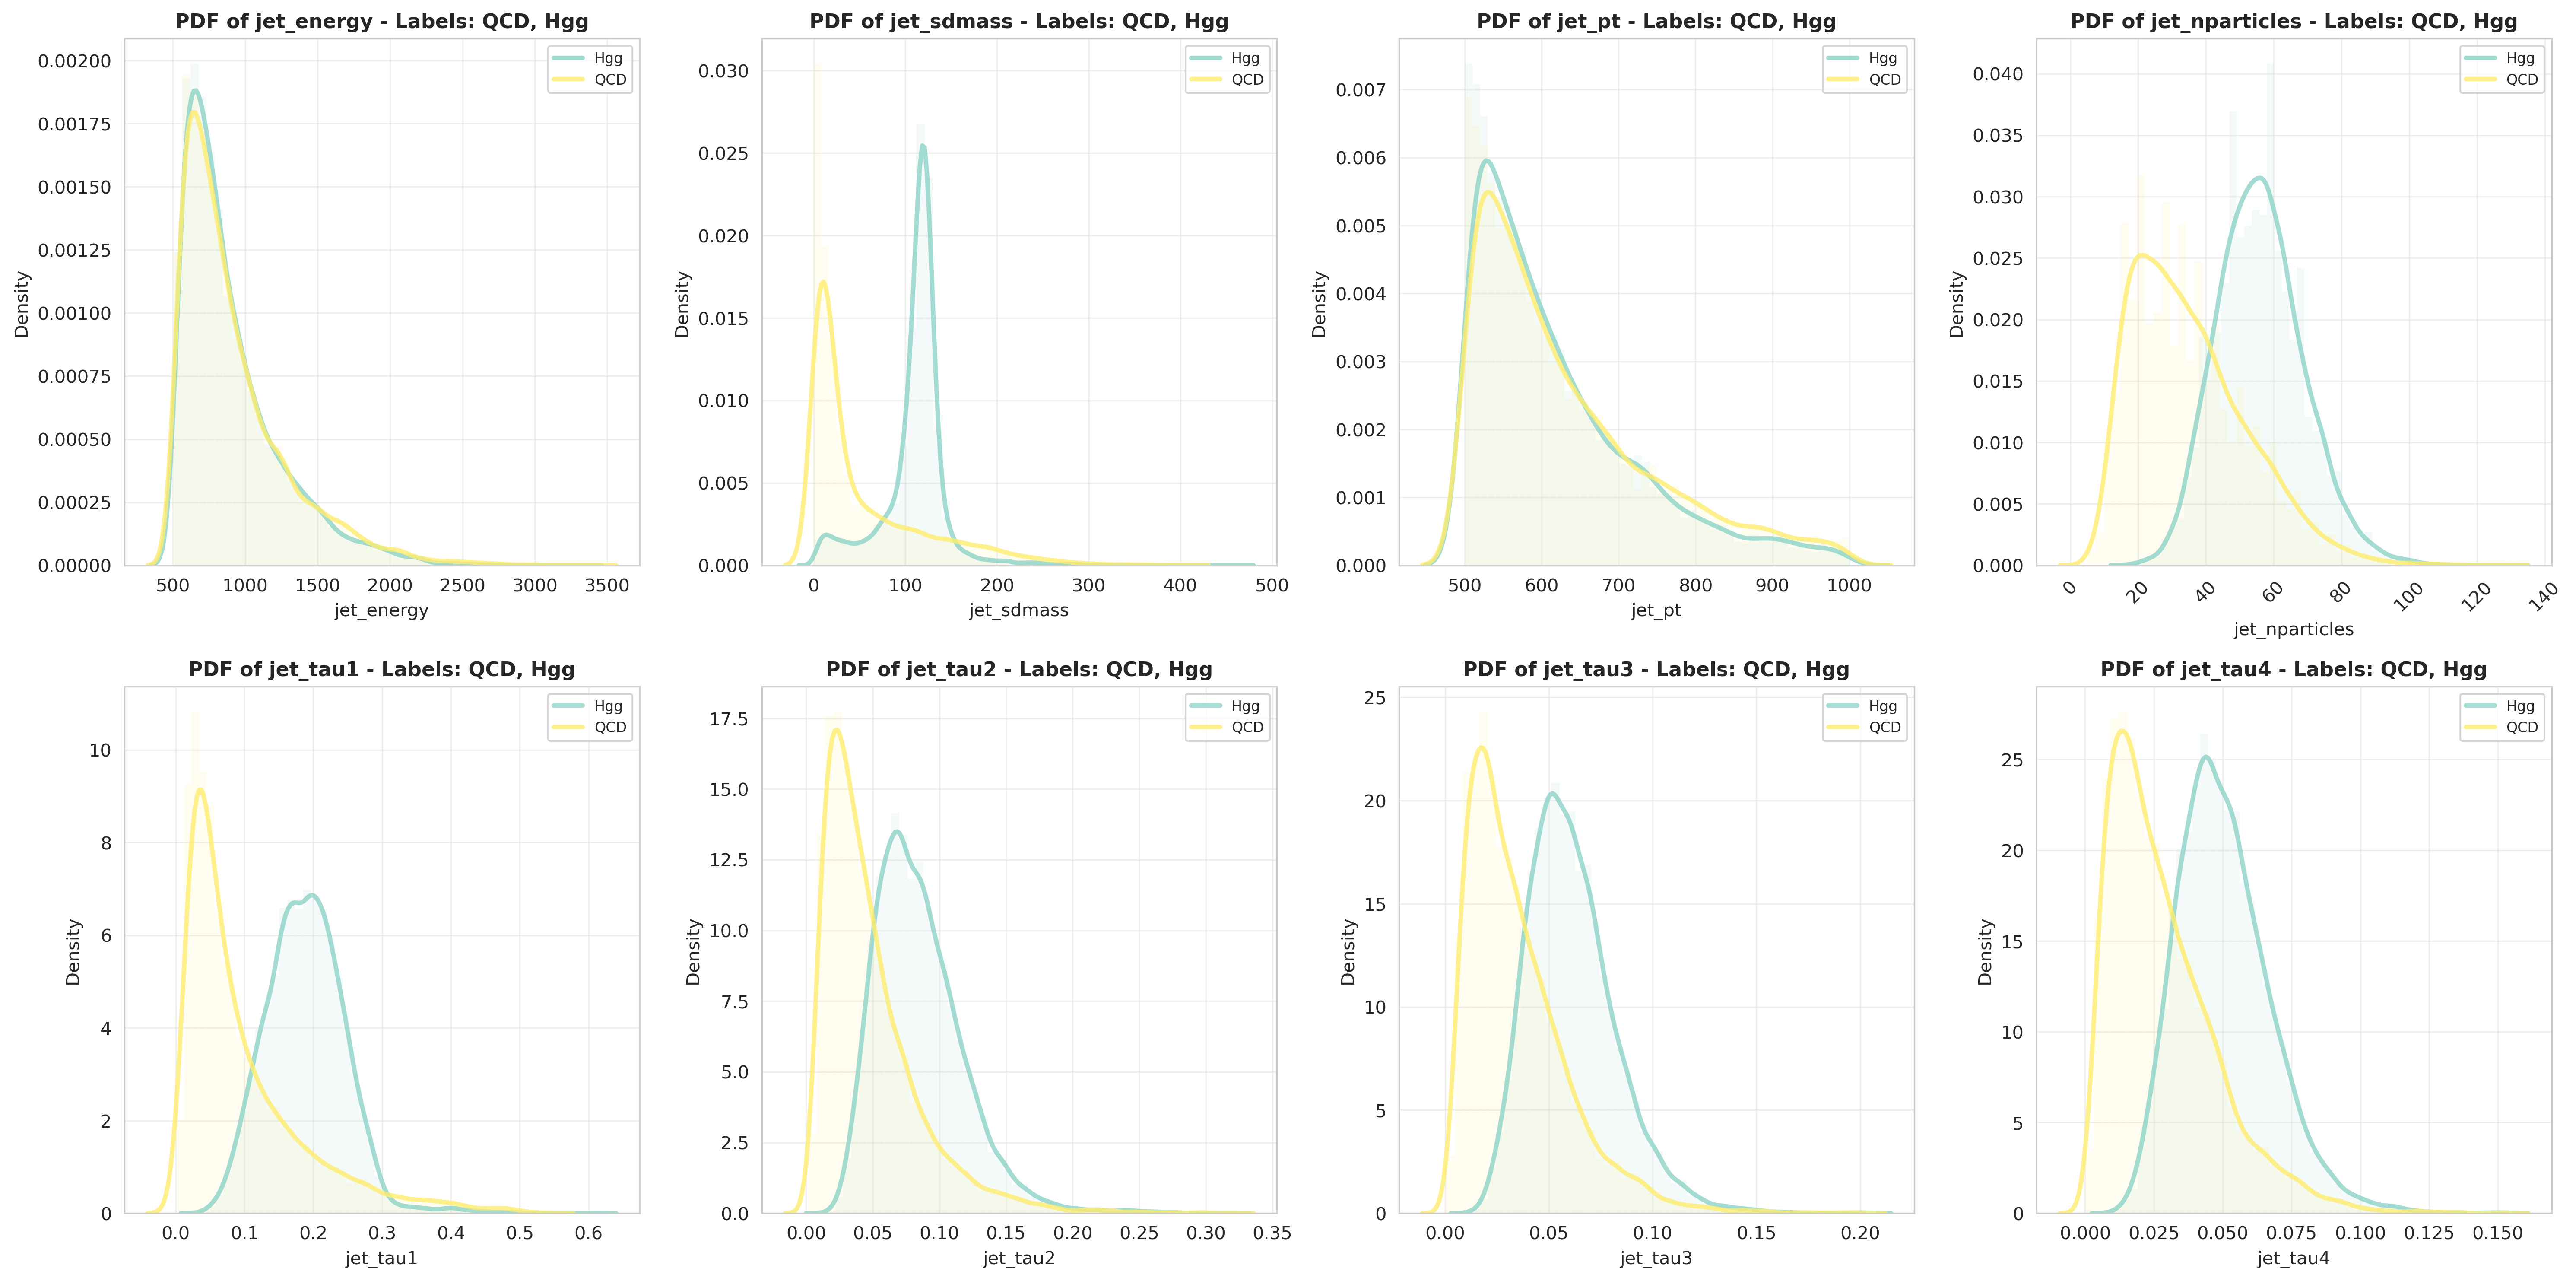 PDF of jet_energy - Labels: QCD, Hgg
Hgg
QCD
0.00200
0.00175
0.00150
0.00125
0.00100
0.00075
0.00050
0.00025
0.00000
Density
500 1000 1500 2000 2500 3000 3500
jet_energy
PDF of jet_sdmass - Labels: QCD, Hgg
Hgg
QCD
0.030
0.025
0.020
0.015
0.010
0.005
0.000
Density
0 100 200 300 400 500
jet_sdmass
PDF of jet_pt - Labels: QCD, Hgg
Hgg
QCD
0.007
0.006
0.005
0.004
0.003
0.002
0.001
0.000
Density
500 600 700 800 900 1000
jet_pt
PDF of jet_nparticles - Labels: QCD, Hgg
Hgg
QCD
0.040
0.035
0.030
0.025
0.020
0.015
0.010
0.005
0.000
Density
0 20 40 60 80 100 120 140
jet_nparticles
PDF of jet_tau1 - Labels: QCD, Hgg
Hgg
QCD
10
8
6
4
2
0
Density
0.0 0.1 0.2 0.3 0.4 0.5 0.6
jet_tau1
PDF of jet_tau2 - Labels: QCD, Hgg
Hgg
QCD
17.5
15.0
12.5
10.0
7.5
5.0
2.5
0.0
Density
0.00 0.05 0.10 0.15 0.20 0.25 0.30 0.35
jet_tau2
PDF of jet_tau3 - Labels: QCD, Hgg
Hgg
QCD
25
20
15
10
5
0
Density
0.00 0.05 0.10 0.15 0.20
jet_tau3
PDF of jet_tau4 - Labels: QCD, Hgg
Hgg
QCD
25
20
15
10
5
0
Density
0.000 0.025 0.050 0.075 0.100 0.125 0.150
jet_tau4